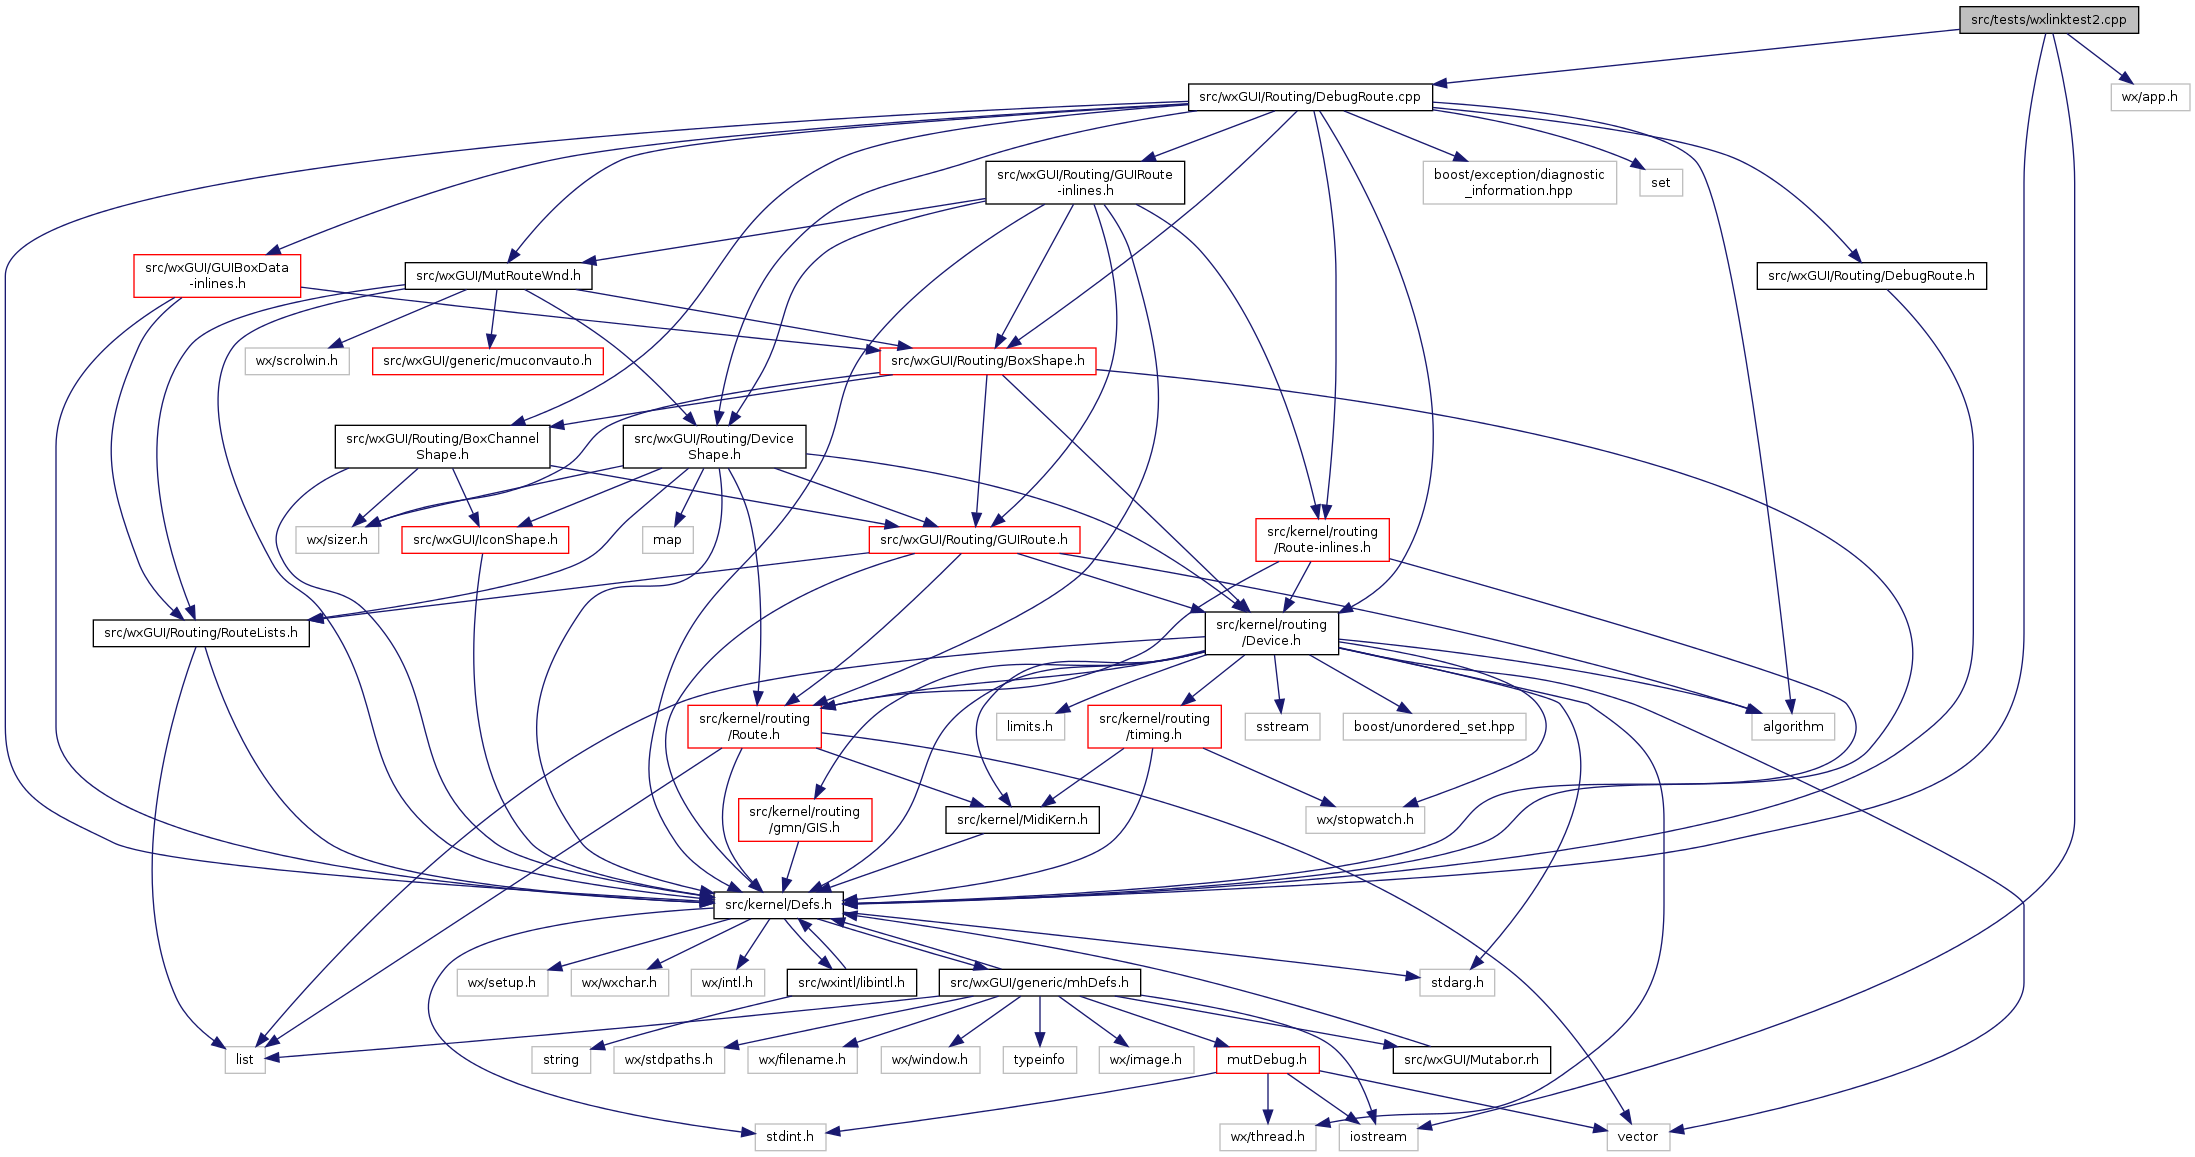 src/tests/wxlinktest2.cpp
src/wxGUI/Routing/DebugRoute.cpp
wx/app.h
src/wxGUI/Routing/GUIRoute
-inlines.h
boost/exception/diagnostic
_information.hpp
set
src/wxGUI/GUIBoxData
-inlines.h
src/wxGUI/MutRouteWnd.h
src/wxGUI/Routing/DebugRoute.h
wx/scrolwin.h
src/wxGUI/generic/muconvauto.h
src/wxGUI/Routing/BoxShape.h
src/wxGUI/Routing/BoxChannel
Shape.h
src/wxGUI/Routing/Device
Shape.h
wx/sizer.h
src/wxGUI/IconShape.h
map
src/wxGUI/Routing/GUIRoute.h
src/kernel/routing
/Route-inlines.h
src/wxGUI/Routing/RouteLists.h
src/kernel/routing
/Device.h
src/kernel/routing
/Route.h
limits.h
src/kernel/routing
/timing.h
sstream
boost/unordered_set.hpp
algorithm
src/kernel/routing
/gmn/GIS.h
src/kernel/MidiKern.h
wx/stopwatch.h
src/kernel/Defs.h
wx/setup.h
wx/wxchar.h
wx/intl.h
src/wxintl/libintl.h
src/wxGUI/generic/mhDefs.h
stdarg.h
list
string
wx/stdpaths.h
wx/filename.h
wx/window.h
typeinfo
wx/image.h
mutDebug.h
src/wxGUI/Mutabor.rh
stdint.h
wx/thread.h
iostream
vector